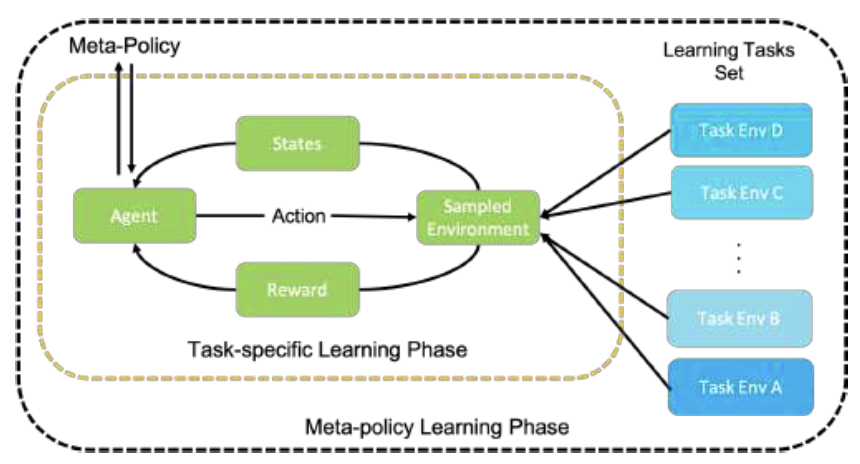 Meta-Policy
Learning Tasks
Set
States
Task Env D
Task Env C
Agent
Action
Sampled
Environment
Reward
Task Env B
Task-specific Learning Phase
Task Env A
Meta-policy Learning Phase